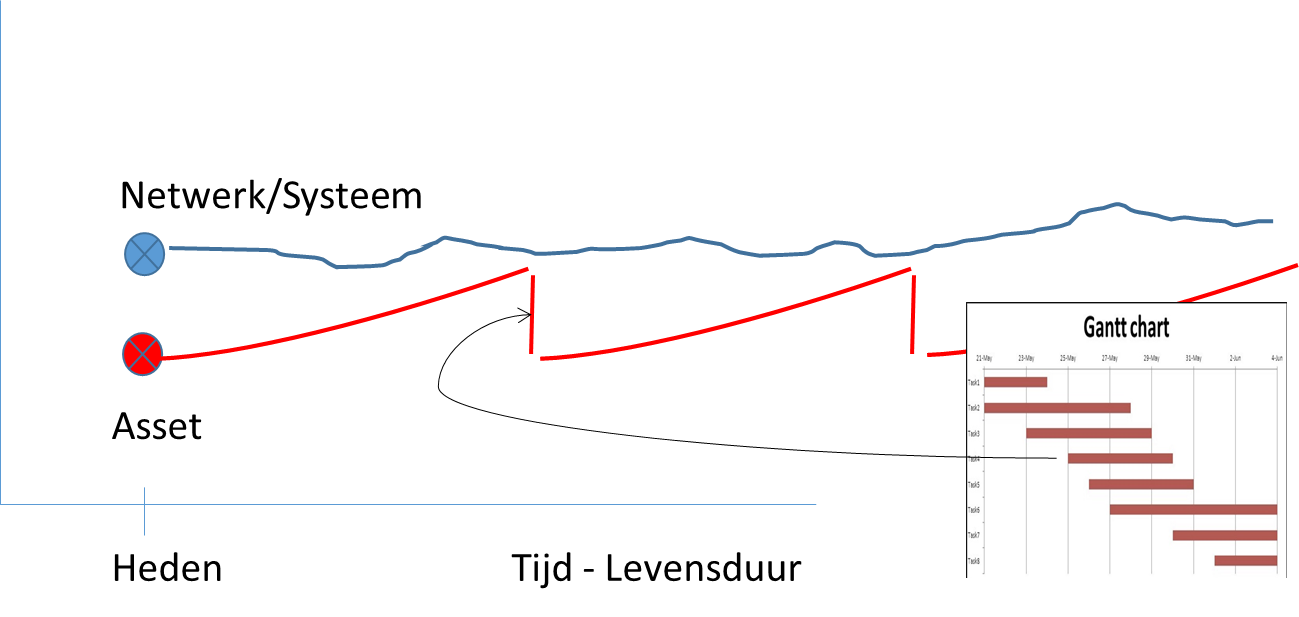 Netwerk/Systeem
Asset
Heden
Tijd - Levensduur
Gantt chart
21-May 23-May 25-May 27-May 29-May 31-May 2-Jun 4-Jun
Task1
Task2
Task3
Task4
Task5
Task6
Task7
Task8